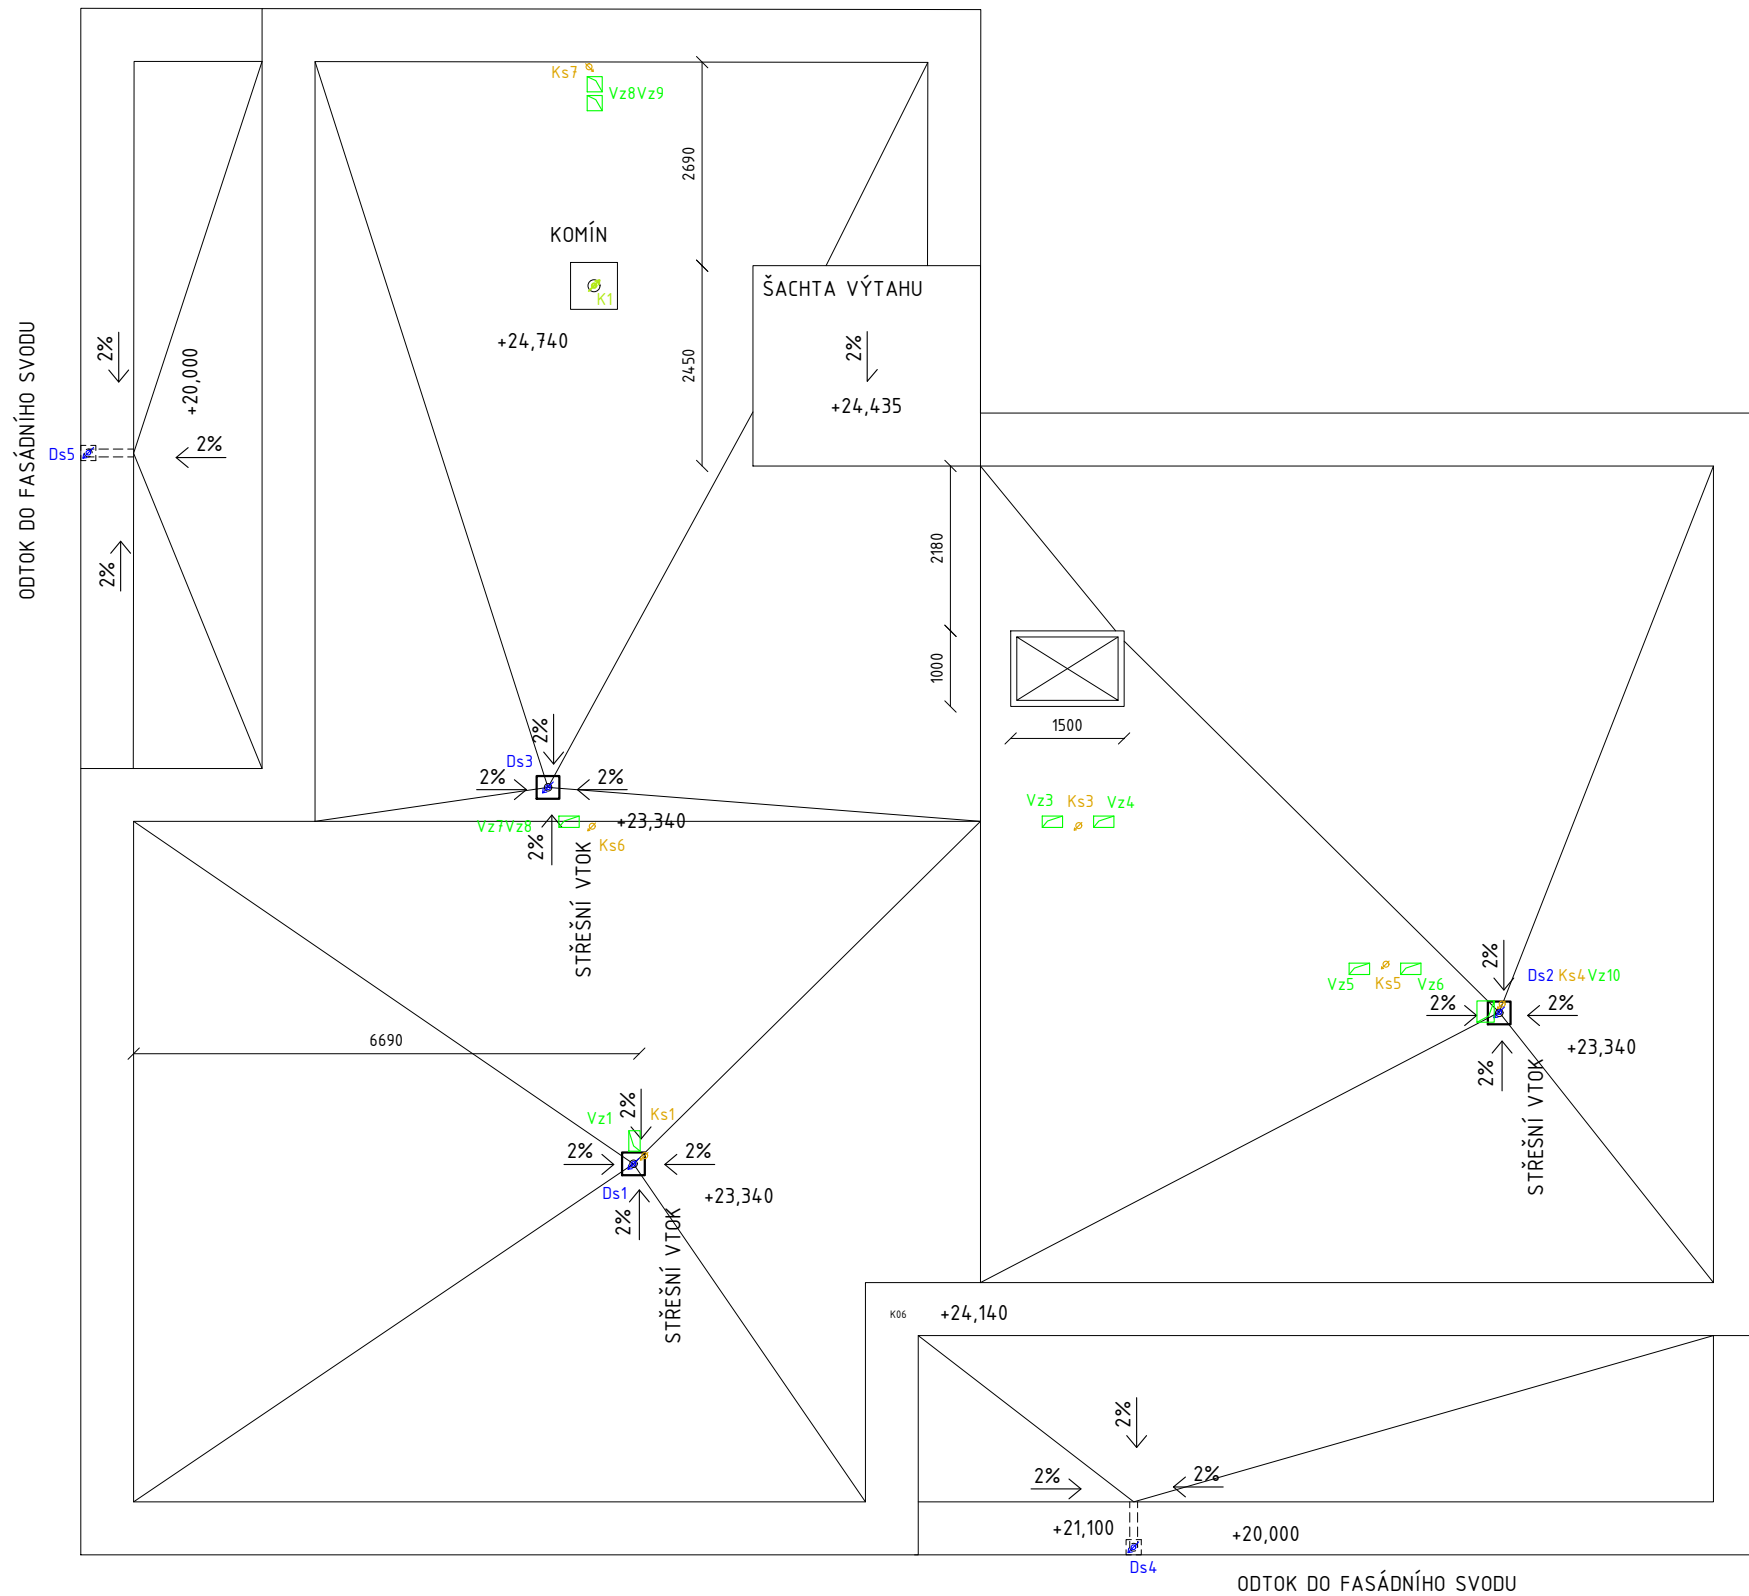 Ks7
Vz8Vz9
2690
KOMÍN
K1
ŠACHTA VÝTAHU
+24,740
2%
2450
+24,435
ODTOK DO FASÁDNÍHO SVODU
2%
+20,000
Ds5
2%
2%
2180
1000
1500
2%
Ds3
2%
2%
Vz7Vz8
2%
+23,340
Ks6
STŘEŠNÍ VTOK
Vz3
Ks3
Vz4
Vz5
Ks5
Vz6
2%
Ds2
Ks4
Vz10
2%
2%
+23,340
2%
STŘEŠNÍ VTOK
6690
Vz1
2%
Ks1
2%
2%
Ds1
+23,340
2%
STŘEŠNÍ VTOK
K06
+24,140
2%
2%
2%
+21,100
+20,000
Ds4
ODTOK DO FASÁDNÍHO SVODU